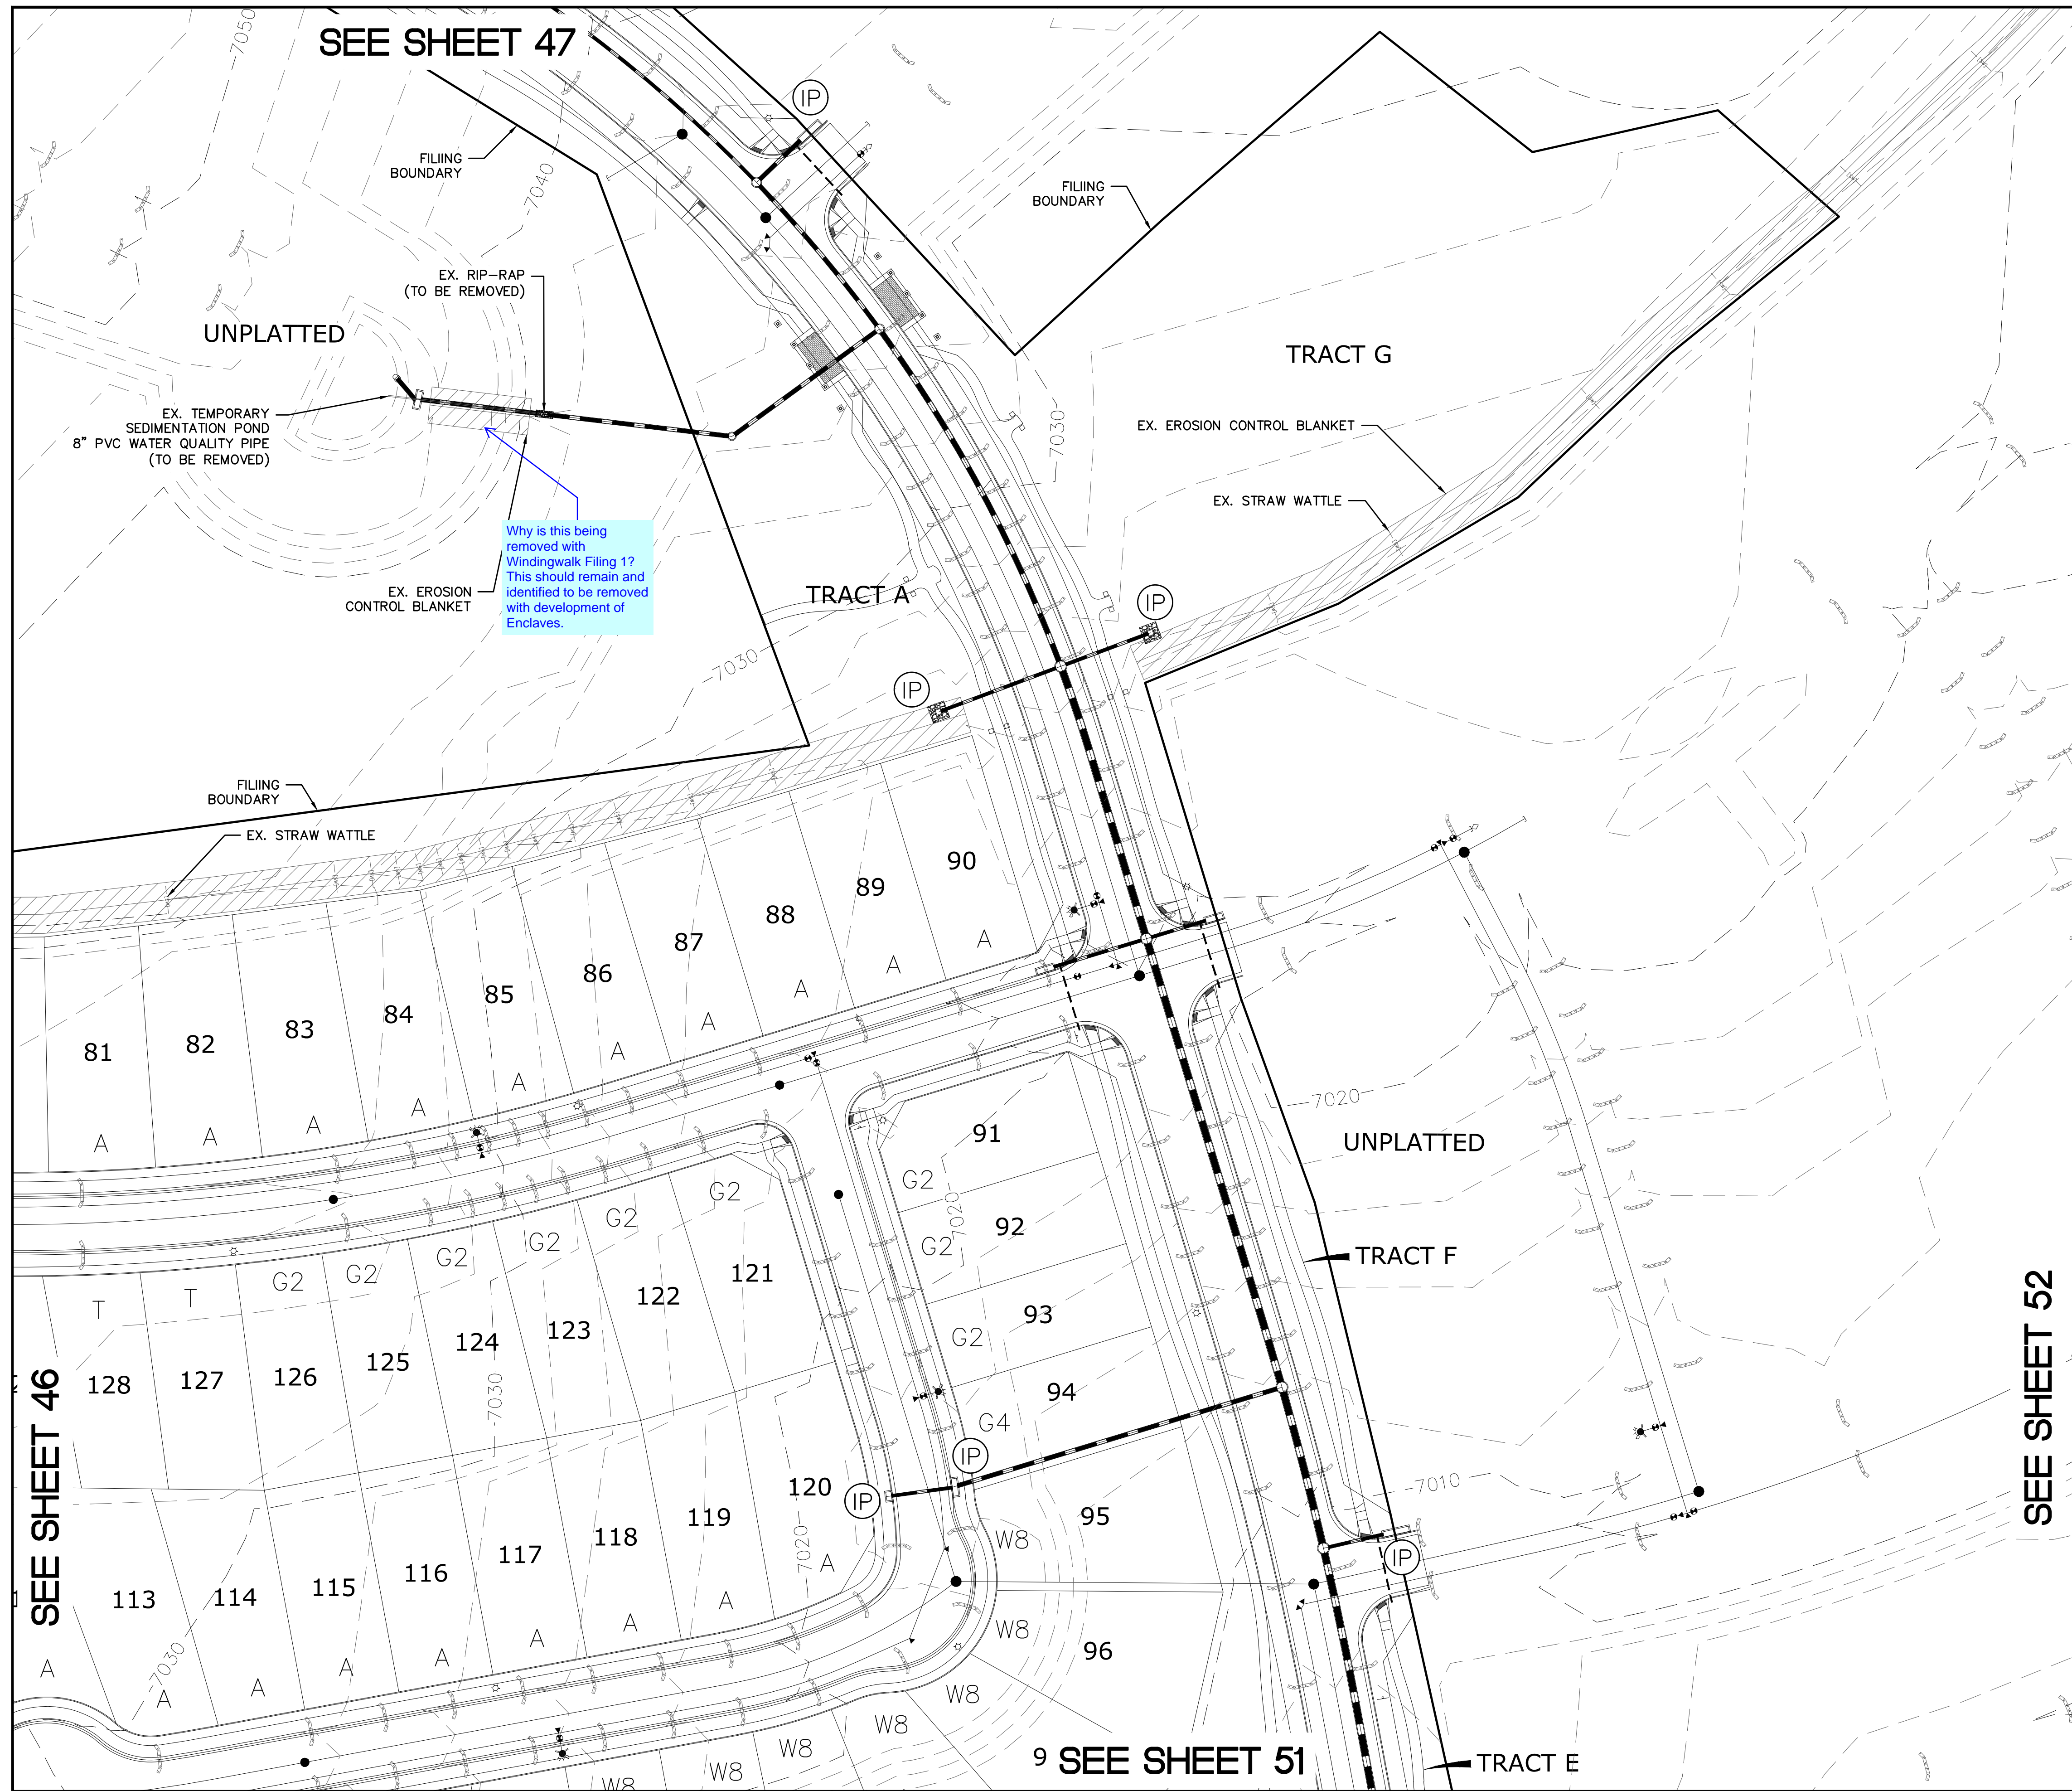 SEE SHEET 47
7050
IP
FILIING
BOUNDARY
7040
FILIING
BOUNDARY
EX. RIP-RAP
(TO BE REMOVED)
UNPLATTED
TRACT G
EX. TEMPORARY
SEDIMENTATION POND
8" PVC WATER QUALITY PIPE
(TO BE REMOVED)
7030
EX. EROSION CONTROL BLANKET
EX. STRAW WATTLE
Why is this being
removed with
Windingwalk Filing 1?
This should remain and
identified to be removed
with development of
Enclaves.
EX. EROSION
CONTROL BLANKET
TRACT A
IP
7030
IP
FILIING
BOUNDARY
EX. STRAW WATTLE
90
89
88
87
86
85
84
83
82
81
A
A
A
A
A
A
A
A
A
A
7020
UNPLATTED
91
G2
G2
92
G2
7020
G2
G2
G2
G2
G2
T
T
121
122
123
124
125
126
127
128
TRACT F
93
G2
94
G4
7030
SEE SHEET 46
SEE SHEET 52
7010
IP
IP
120
119
118
117
116
115
114
113
95
W8
7020
A
IP
W8
96
A
A
A
A
A
A
A
A
7030
W8
W8
W8
W8
W8
9
SEE SHEET 51
TRACT E